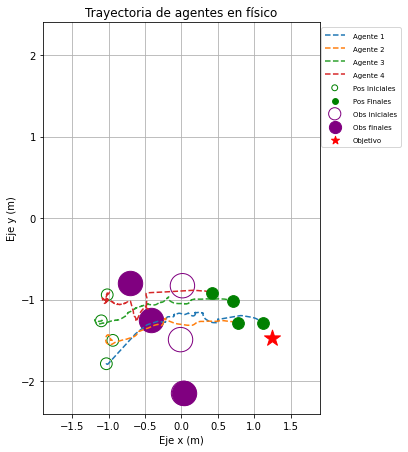 Trayectoria de agentes en físico
Agente 1
Agente 2
Agente 3
Agente 4
Pos Iniciales
Pos Finales
Obs Iniciales
Obs finales
Objetivo
Eje y (m)
2
1
0
−1
−2
−1.5
−1.0
−0.5
0.0
0.5
1.0
1.5
Eje x (m)